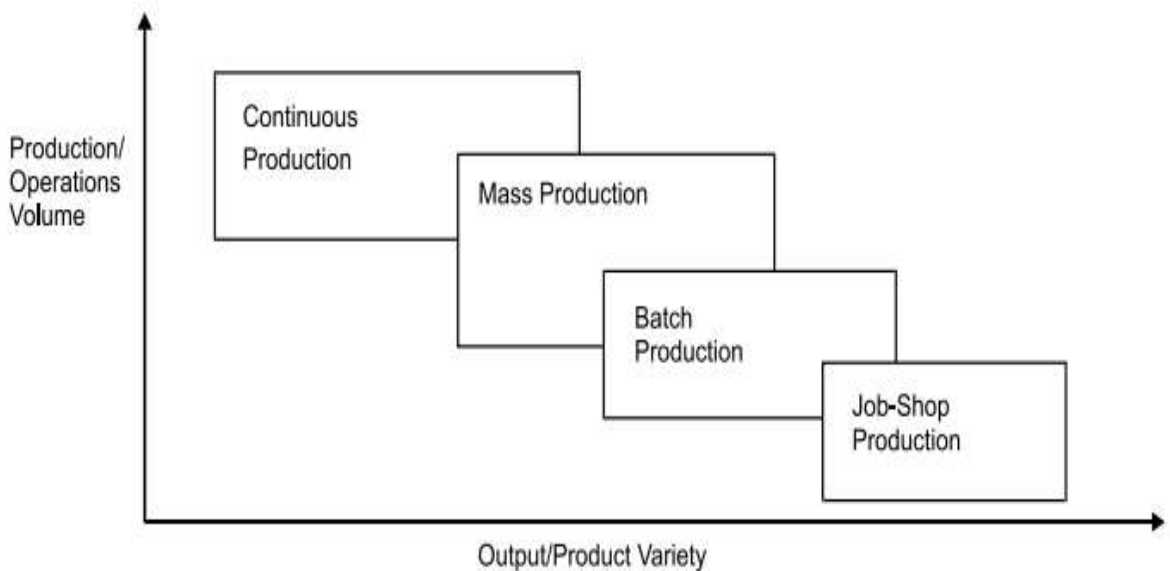 Production/
Operations
Volume
Continuous
Production
Mass Production
Batch
Production
Job-Shop
Production
Output/Product Variety